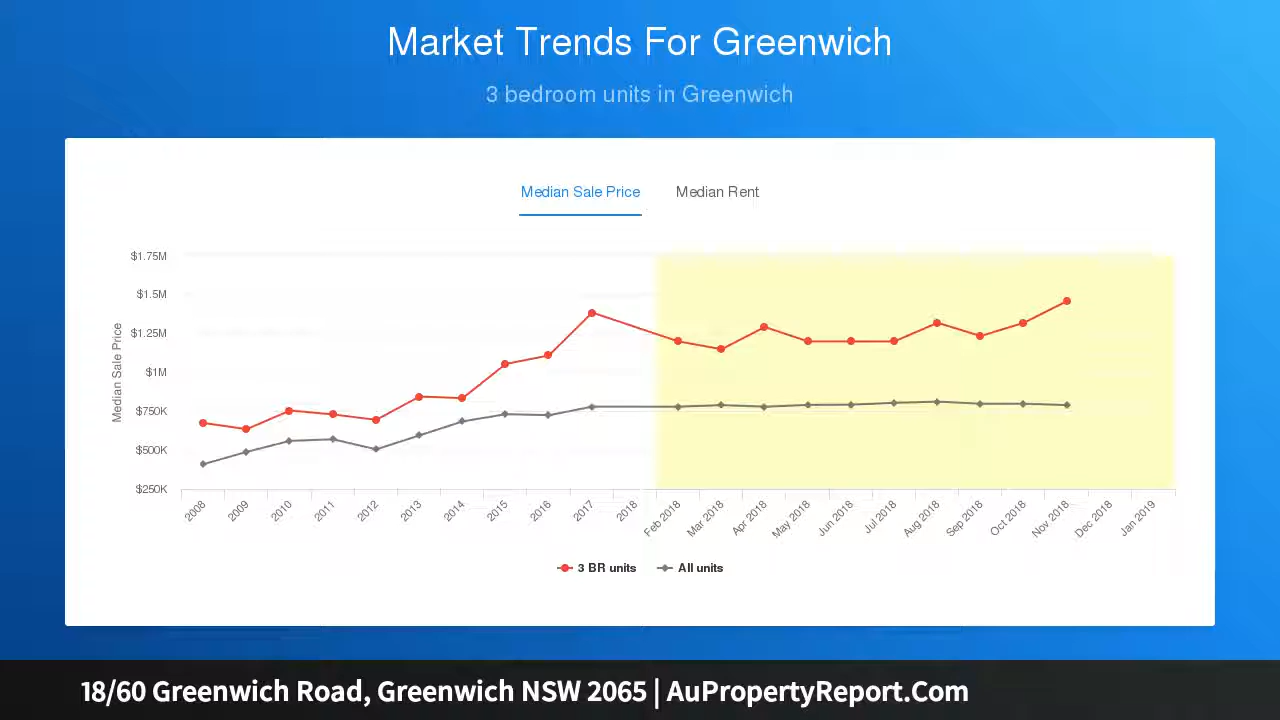 Market Trends For Greenwich
3 bedroom units in Greenwich
Median Sale Price
Median Rent
$1.75M
$1.5M
$1.25M
$1M
$750K
$500K
$250K
Median Sale Price
2008
2009
2010
2011
2012
2013
2014
2015
2016
2017
2018
Feb 2018
Mar 2018
Apr 2018
May 2018
Jun 2018
Jul 2018
Aug 2018
Sep 2018
Oct 2018
Nov 2018
Dec 2018
Jan 2019
3 BR units
All units
18/60 Greenwich Road, Greenwich NSW 2065 | AuPropertyReport.Com